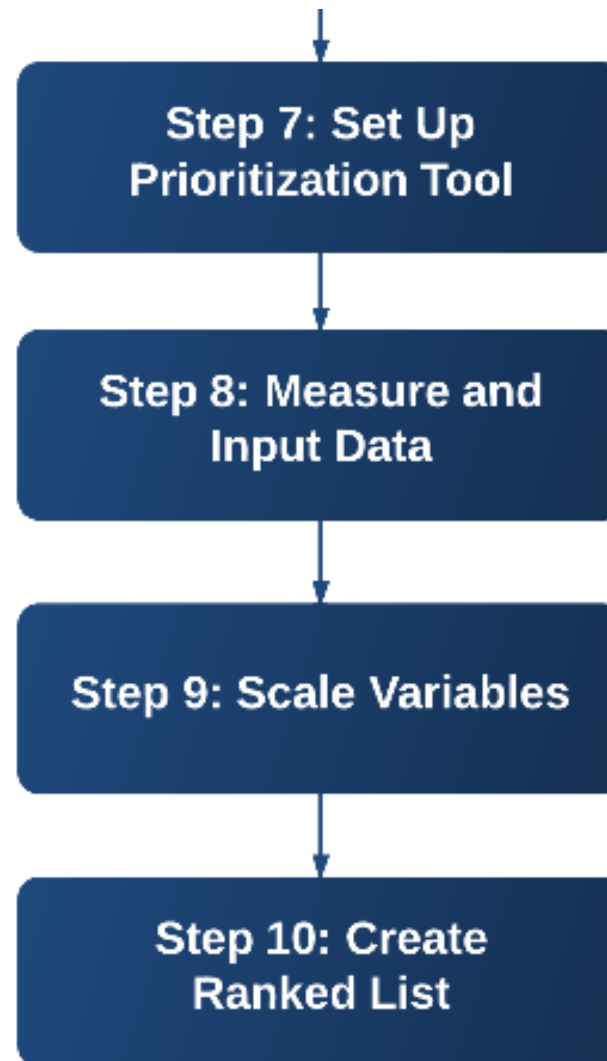 Step 7: Set Up
Prioritization Tool
Step 8: Measure and
Input Data
Step 9: Scale Variables
Step 10: Create
Ranked List